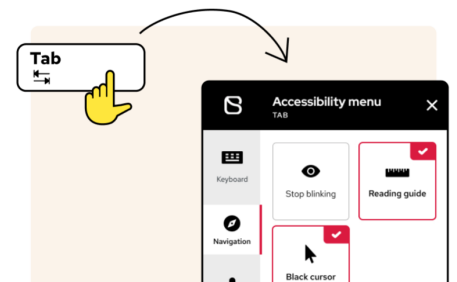 Tab
Accessibility menu
TAB
Keyboard
Stop blinking
Reading guide
Navigation
Black cursor